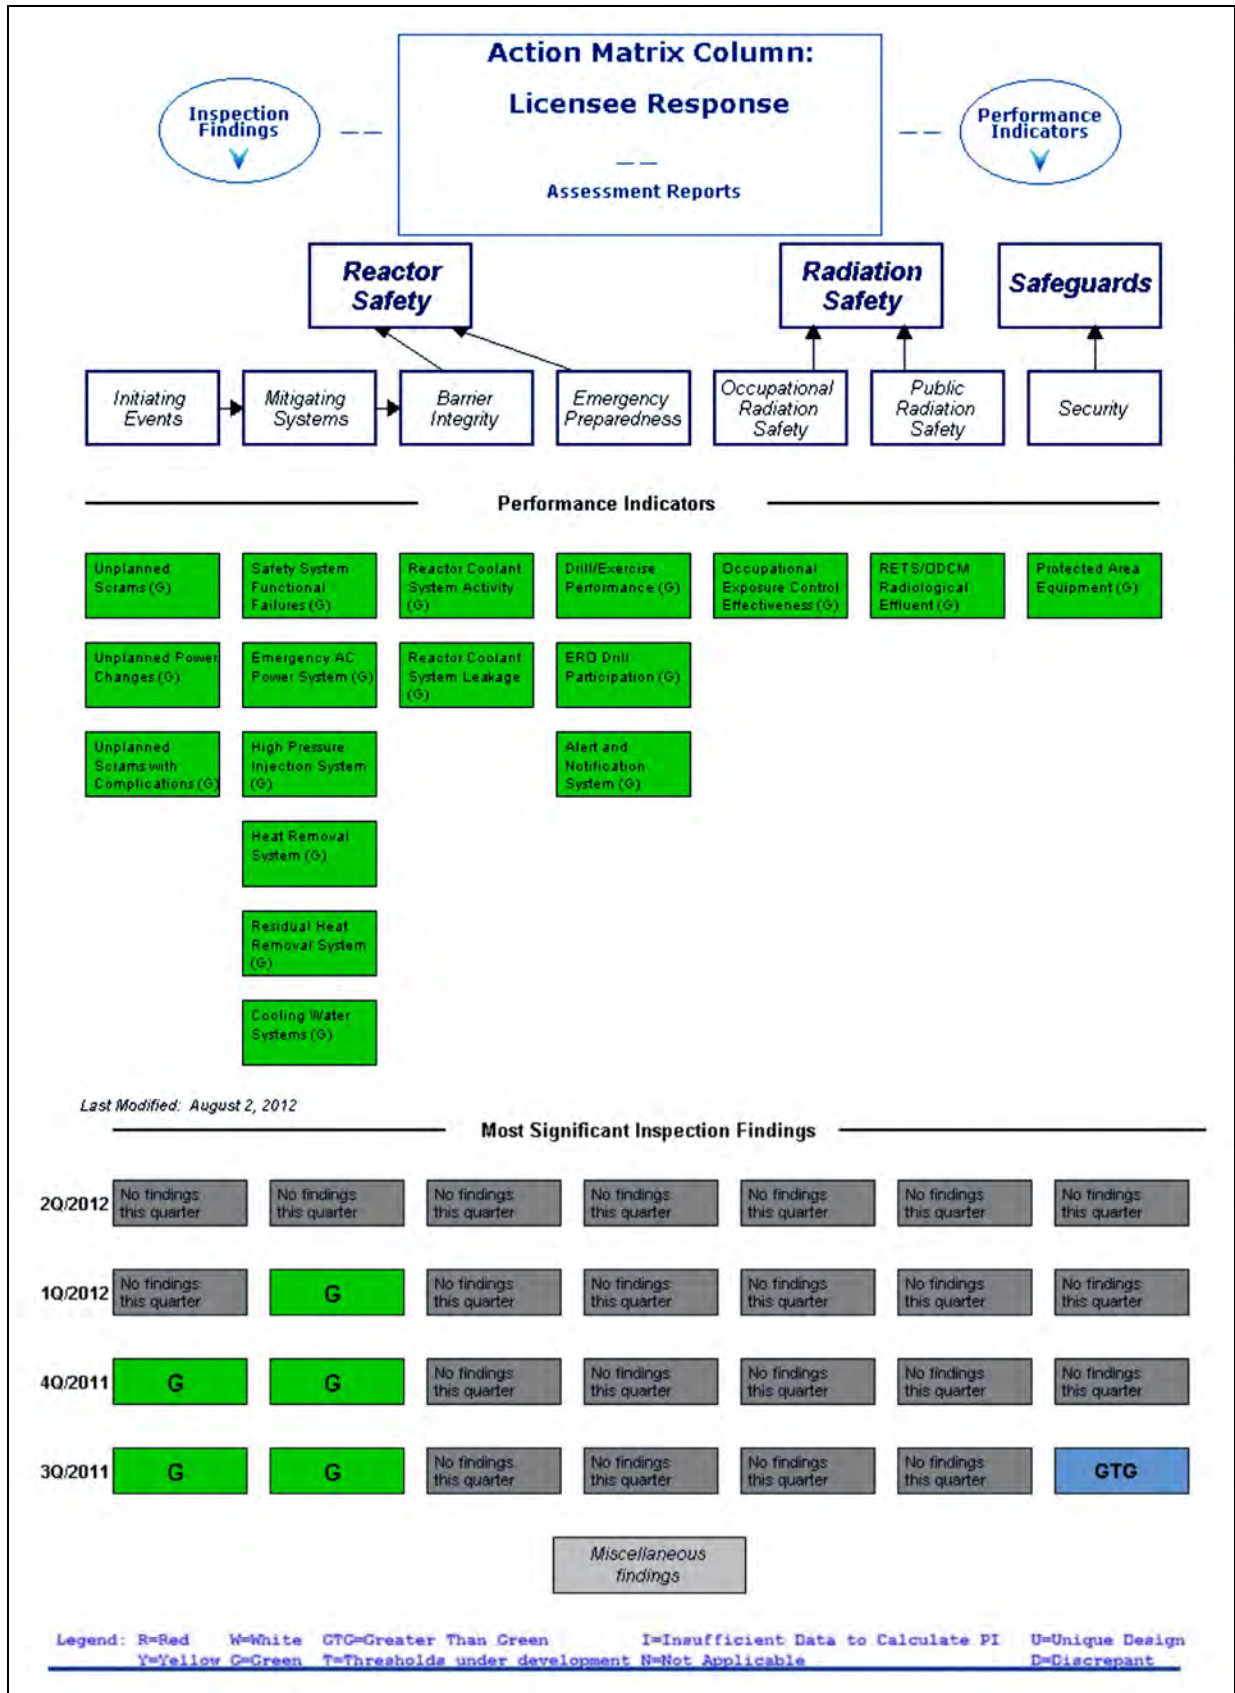 Action Matrix Column:
Licensee Response
Inspection
Findings
Performance
Indicators
Assessment Reports
Reactor
Safety
Radiation
Safety
Safeguards
Initiating
Events
Mitigating
Systems
Barrier
Integrity
Emergency
Preparedness
Occupational
Radiation
Safety
Public
Radiation
Safety
Security
Performance Indicators
Unplanned
Scrams (G)
Safety System
Functional
Failures (G)
Reactor Coolant
System Activity
(G)
Drill/Exercise
Performance (G)
Occupational
Exposure Control
Effectiveness (G)
RETS/ODCM
Radiological
Effluent (G)
Protected Area
Equipment (G)
Unplanned Power
Changes (G)
Emergency AC
Power System (G)
Reactor Coolant
System Leakage
(G)
ERO Drill
Participation (G)
Unplanned
Scrams with
Complications (G)
High Pressure
Injection System
(G)
Alert and
Notification
System (G)
Heat Removal
System (G)
Residual Heat
Removal System
(G)
Cooling Water
Systems (G)
Last Modified: August 2, 2012
Most Significant Inspection Findings
2Q/2012
No findings
this quarter
No findings
this quarter
No findings
this quarter
No findings
this quarter
No findings
this quarter
No findings
this quarter
No findings
this quarter
1Q/2012
No findings
this quarter
G
No findings
this quarter
No findings
this quarter
No findings
this quarter
No findings
this quarter
No findings
this quarter
4Q/2011
G
G
No findings
this quarter
No findings
this quarter
No findings
this quarter
No findings
this quarter
No findings
this quarter
3Q/2011
G
G
No findings
this quarter
No findings
this quarter
No findings
this quarter
No findings
this quarter
GTG
Miscellaneous
findings
Legend: R=Red W=White GTG=Greater Than Green I=Insufficient Data to Calculate PI U=Unique Design
Y=Yellow G=Green T=Thresholds under development N=Not Applicable D=Discrepant